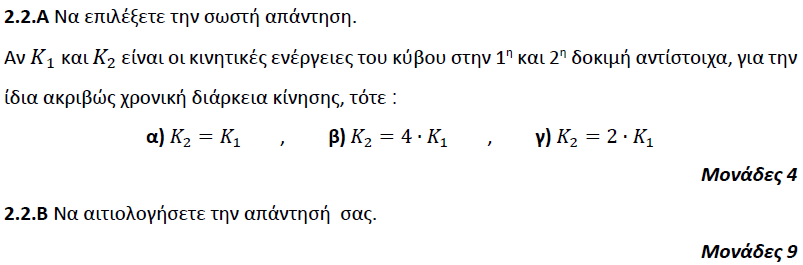 2.2.Α Να επιλέξετε την σωστή απάντηση.
Αν K₁ και K₂ είναι οι κινητικές ενέργειες του κύβου στην 1η και 2η δοκιμή αντίστοιχα, για την
ίδια ακριβώς χρονική διάρκεια κίνησης, τότε :
α) K₂ = K₁ , β) K₂ = 4 · K₁ , γ) K₂ = 2 · K₁
Μονάδες 4
2.2.Β Να αιτιολογήσετε την απάντησή σας.
Μονάδες 9